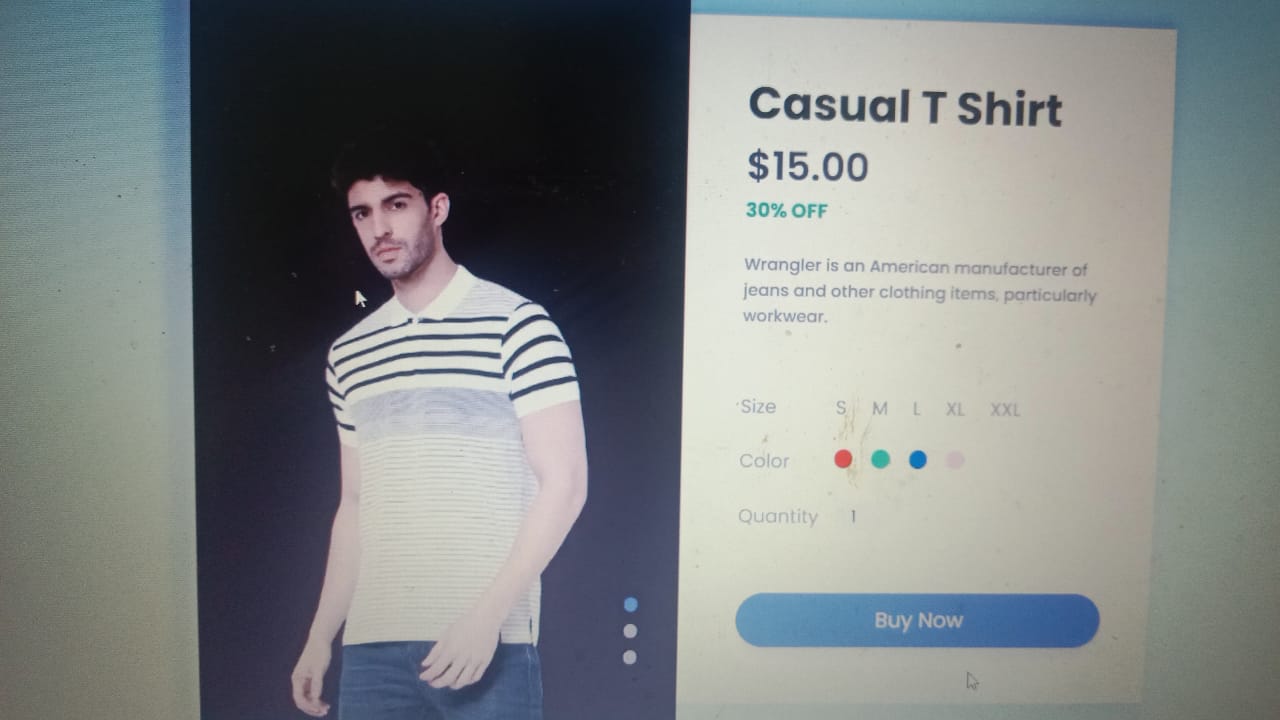 Casual T Shirt
$15.00
30% OFF
Wrangler is an American manufacturer of
jeans and other clothing items, particularly
workwear.
Size S M L XL XXL
Color
Quantity 1
Buy Now